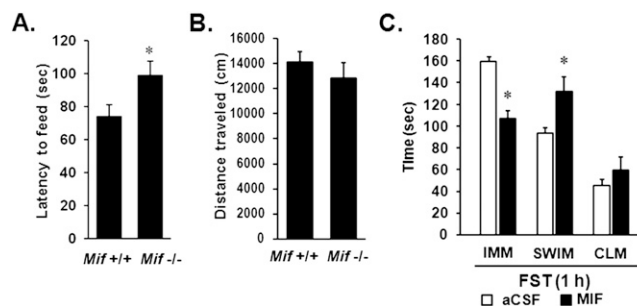 A.
Latency to feed (sec)
120
100
80
60
40
20
0
*
Mif +/+ Mif -/-
B.
Distance traveled (cm)
16000
14000
12000
10000
8000
6000
4000
2000
0
Mif +/+ Mif -/-
C.
Time (sec)
180
160
140
120
100
80
60
40
20
0
*
*
IMM SWIM CLM
FST (1 h)
aCSF MIF